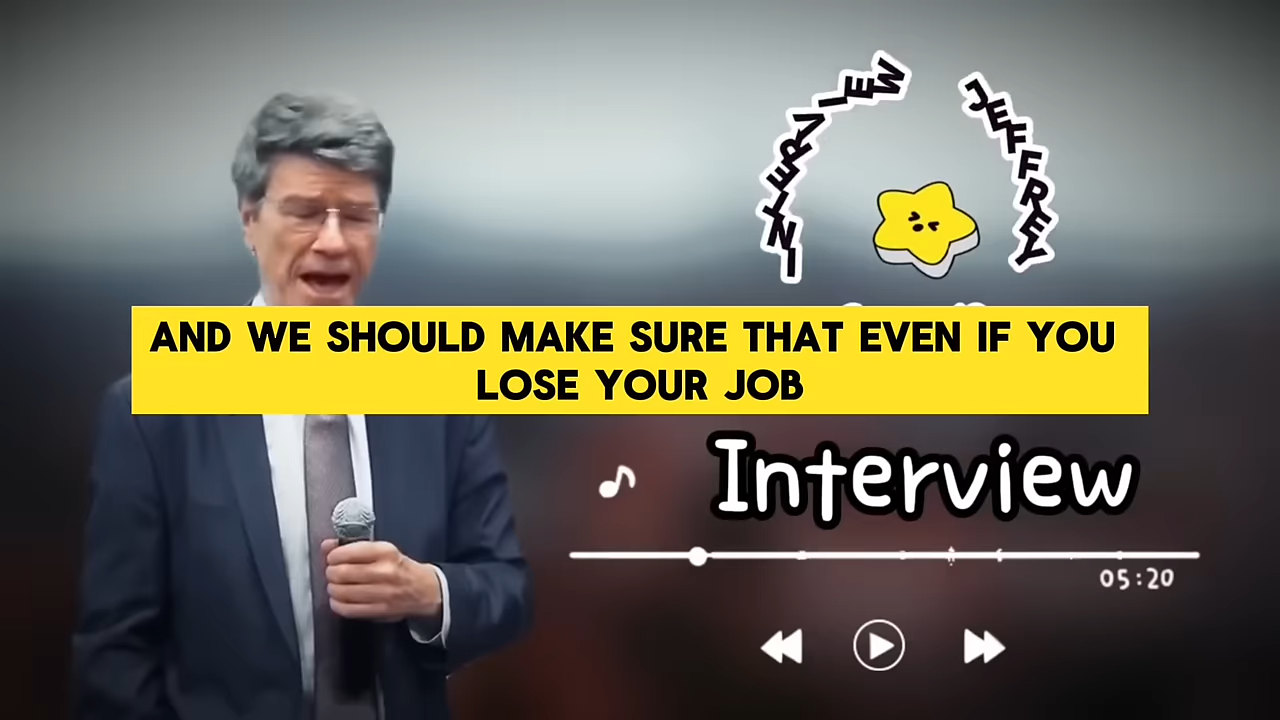 INTERVIEW JEFFREY
AND WE SHOULD MAKE SURE THAT EVEN IF YOU
LOSE YOUR JOB
Interview
05:20